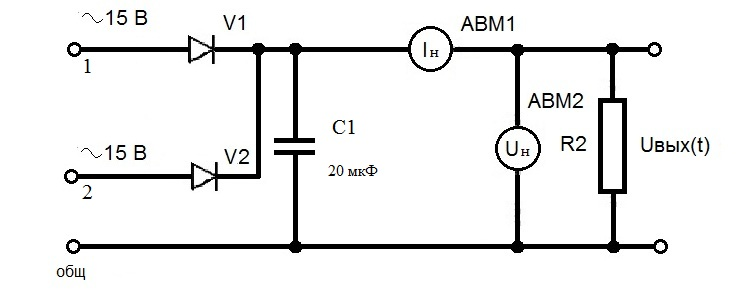 ~15 В
V1
АВМ1
1
Iн
АВМ2
C1
~15 В
V2
Uн
R2
Uвых(t)
20 мкФ
2
общ